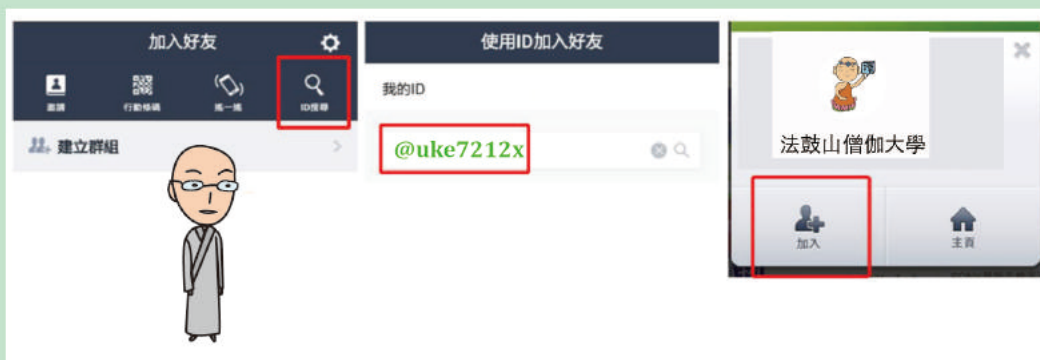 加入好友
邀請
行動條碼
搖一搖
ID搜尋
建立群組
使用ID加入好友
我的ID
@uke7212x
法鼓山僧伽大學
加入
主頁